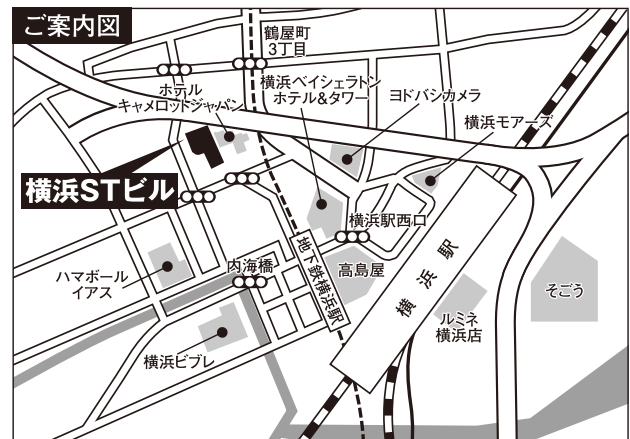 ご案内図
鶴屋町
3丁目
ホテル
キャメロットジャパン
横浜ベイシェラトン
ホテル&タワー
ヨドバシカメラ
横浜モアーズ
横浜STビル
横浜駅西口
地下鉄横浜駅
高島屋
横浜駅
ハマボール
イアス
内海橋
そごう
ルミネ
横浜店
横浜ビブレ